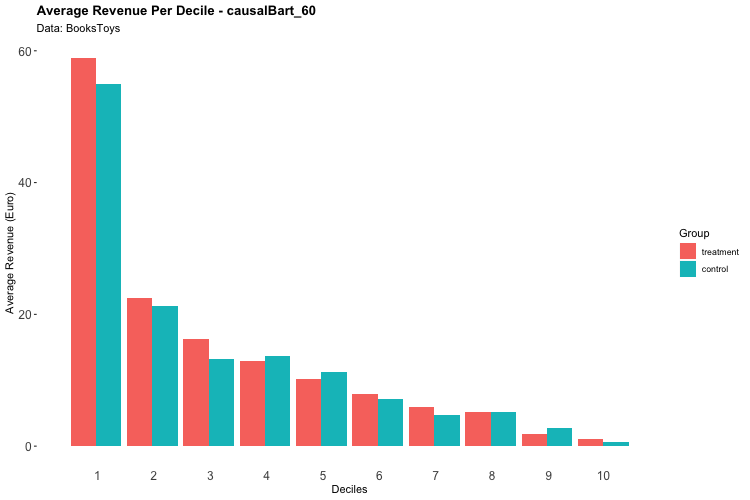 Average Revenue Per Decile - causalBart_60
Data: BooksToys
60
40
20
0
Average Revenue (Euro)
1 2 3 4 5 6 7 8 9 10
Deciles
Group
treatment
control